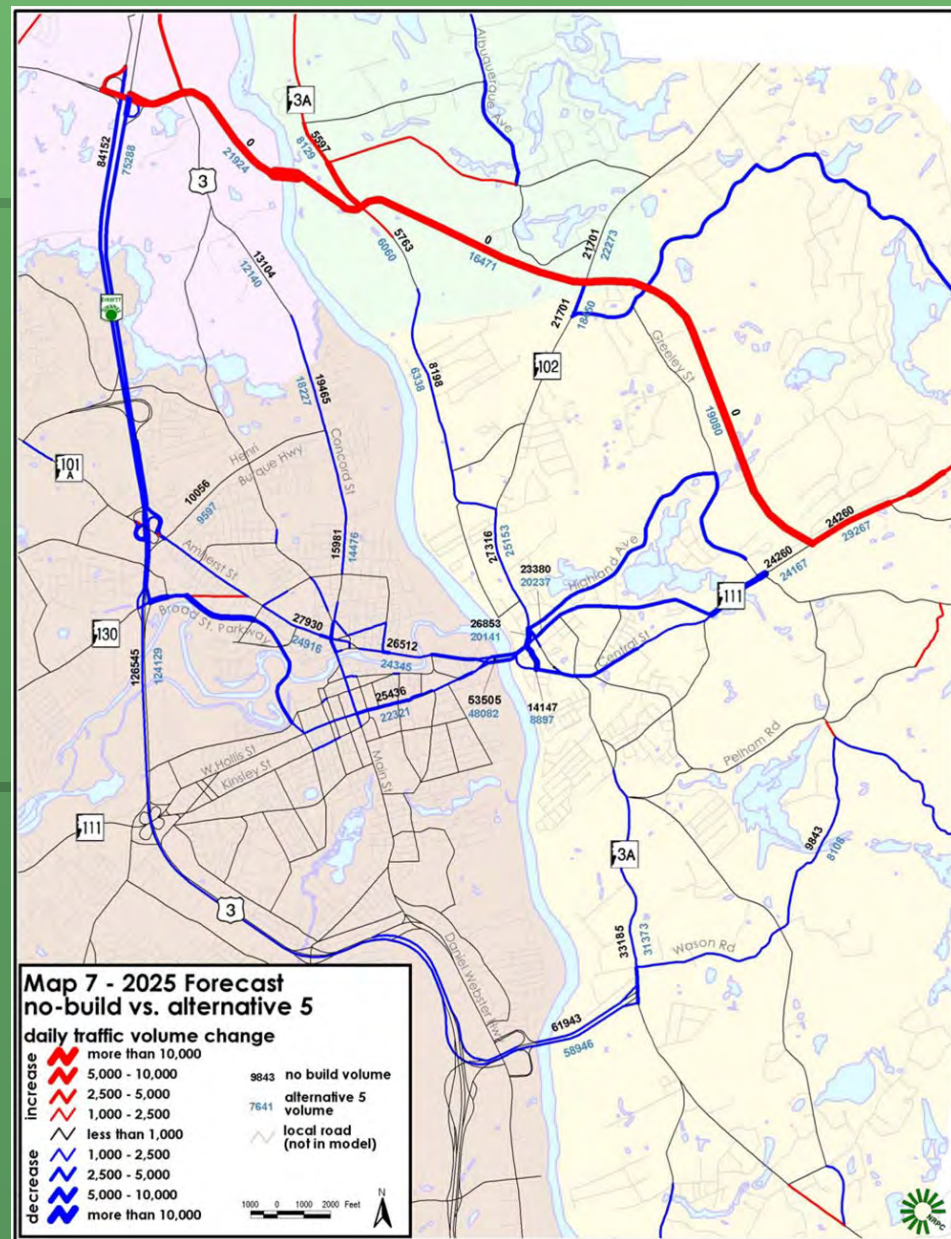 Albuquerque Ave
3A
5597
8129
84152
75288
0
21924
3
5763
6060
0
16471
21701
22273
13104
12140
EVERETT
21701
18450
102
8198
6338
Greeley St
0
19080
19465
18227
Concord St
101
A
Henri
Burque Hwy
10056
9597
24260
29267
15981
14476
27316
25153
Amherst St
23380
20237
Highland Ave
24260
24167
111
Broad St. Parkway
130
27930
24916
26512
24345
26853
20141
Central St
126545
124129
25436
22321
53505
48082
14147
8897
W Hollis St
Kinsley St
Main St
Pelham Rd
111
3A
9843
8108
3
33185
31373
Wason Rd
Daniel Webster Hwy
61943
58946
Map 7 - 2025 Forecast
no-build vs. alternative 5
daily traffic volume change
increase
more than 10,000
5,000 - 10,000
2,500 - 5,000
1,000 - 2,500
less than 1,000
decrease
1,000 - 2,500
2,500 - 5,000
5,000 - 10,000
more than 10,000
9843 no build volume
7641 alternative 5
volume
local road
(not in model)
1000 0 1000 2000 Feet
N
NRPC